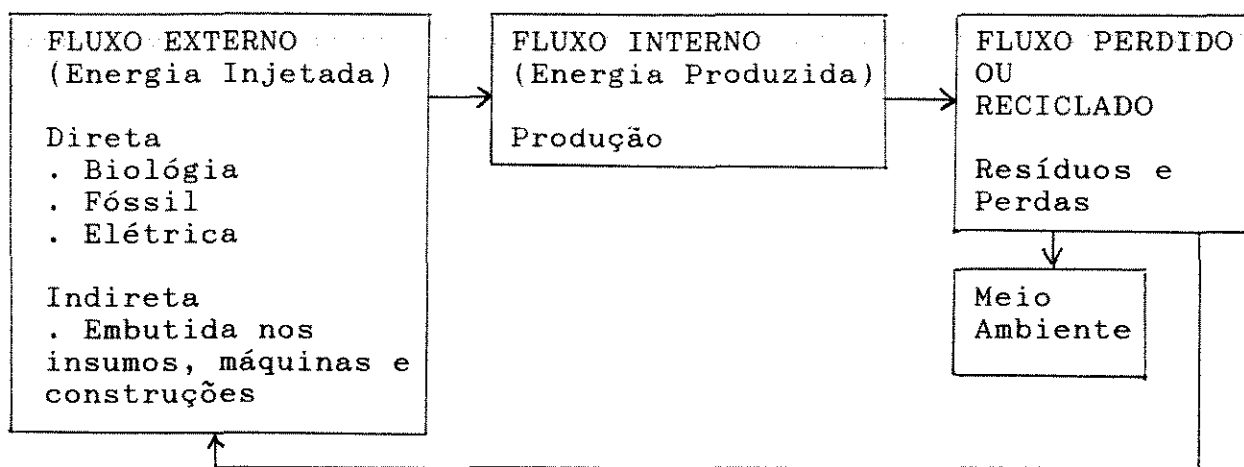 FLUXO EXTERNO
(Energia Injetada)
Direta
. Biológia
. Fóssil
. Elétrica
Indireta
. Embutida nos
insumos, máquinas e
construções
FLUXO INTERNO
(Energia Produzida)
Produção
FLUXO PERDIDO
OU
RECICLADO
Resíduos e
Perdas
Meio
Ambiente